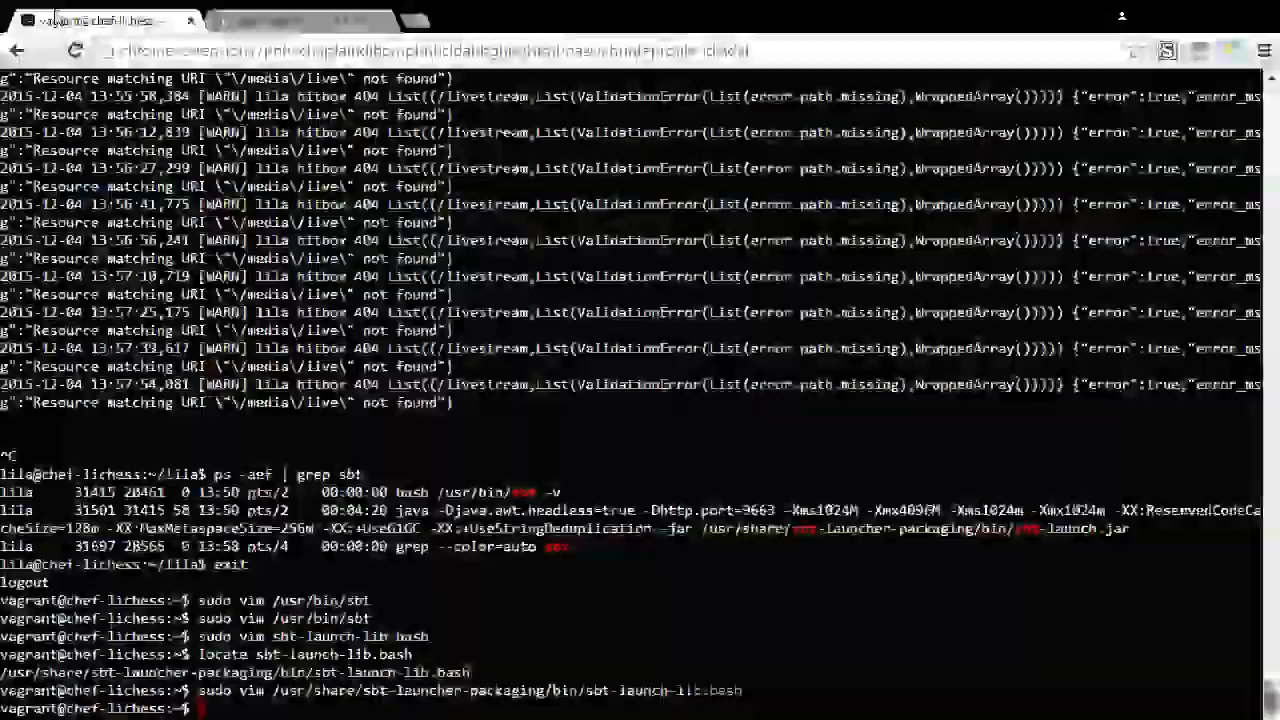 vagrant@chef-lichess: ~
g":"Resource matching URI \"\/media\/live\" not found"}
2015-12-04 13:55:58,384 [WARN] lila hitbox 404 List((/livestream,List(ValidationError(List(error.path.missing),WrappedArray())))) {"error":true,"error_ms
g":"Resource matching URI \"\/media\/live\" not found"}
2015-12-04 13:56:12,839 [WARN] lila hitbox 404 List((/livestream,List(ValidationError(List(error.path.missing),WrappedArray())))) {"error":true,"error_ms
g":"Resource matching URI \"\/media\/live\" not found"}
2015-12-04 13:56:27,299 [WARN] lila hitbox 404 List((/livestream,List(ValidationError(List(error.path.missing),WrappedArray())))) {"error":true,"error_ms
g":"Resource matching URI \"\/media\/live\" not found"}
2015-12-04 13:56:41,775 [WARN] lila hitbox 404 List((/livestream,List(ValidationError(List(error.path.missing),WrappedArray())))) {"error":true,"error_ms
g":"Resource matching URI \"\/media\/live\" not found"}
2015-12-04 13:56:56,241 [WARN] lila hitbox 404 List((/livestream,List(ValidationError(List(error.path.missing),WrappedArray())))) {"error":true,"error_ms
g":"Resource matching URI \"\/media\/live\" not found"}
2015-12-04 13:57:10,719 [WARN] lila hitbox 404 List((/livestream,List(ValidationError(List(error.path.missing),WrappedArray())))) {"error":true,"error_ms
g":"Resource matching URI \"\/media\/live\" not found"}
2015-12-04 13:57:25,175 [WARN] lila hitbox 404 List((/livestream,List(ValidationError(List(error.path.missing),WrappedArray())))) {"error":true,"error_ms
g":"Resource matching URI \"\/media\/live\" not found"}
2015-12-04 13:57:39,617 [WARN] lila hitbox 404 List((/livestream,List(ValidationError(List(error.path.missing),WrappedArray())))) {"error":true,"error_ms
g":"Resource matching URI \"\/media\/live\" not found"}
2015-12-04 13:57:54,081 [WARN] lila hitbox 404 List((/livestream,List(ValidationError(List(error.path.missing),WrappedArray())))) {"error":true,"error_ms
g":"Resource matching URI \"\/media\/live\" not found"}
^C
lila@chef-lichess:~/lila$ ps -aef | grep sbt
lila 31415 28461 0 13:50 pts/2 00:00:00 bash /usr/bin/sbt -v
lila 31501 31415 58 13:50 pts/2 00:04:20 java -Djava.awt.headless=true -Dhttp.port=9663 -Xms1024M -Xmx4096M -Xms1024m -Xmx1024m -XX:ReservedCodeCa
cheSize=128m -XX:MaxMetaspaceSize=256m -XX:+UseG1GC -XX:+UseStringDeduplication -jar /usr/share/sbt-launcher-packaging/bin/sbt-launch.jar
lila 31697 28565 0 13:58 pts/4 00:00:00 grep --color=auto sbt
lila@chef-lichess:~/lila$ exit
logout
vagrant@chef-lichess:~$ sudo vim /usr/bin/sbt
vagrant@chef-lichess:~$ sudo vim /usr/bin/sbt
vagrant@chef-lichess:~$ sudo vim sbt-launch-lib.bash
vagrant@chef-lichess:~$ locate sbt-launch-lib.bash
/usr/share/sbt-launcher-packaging/bin/sbt-launch-lib.bash
vagrant@chef-lichess:~$ sudo vim /usr/share/sbt-launcher-packaging/bin/sbt-launch-lib.bash
vagrant@chef-lichess:~$